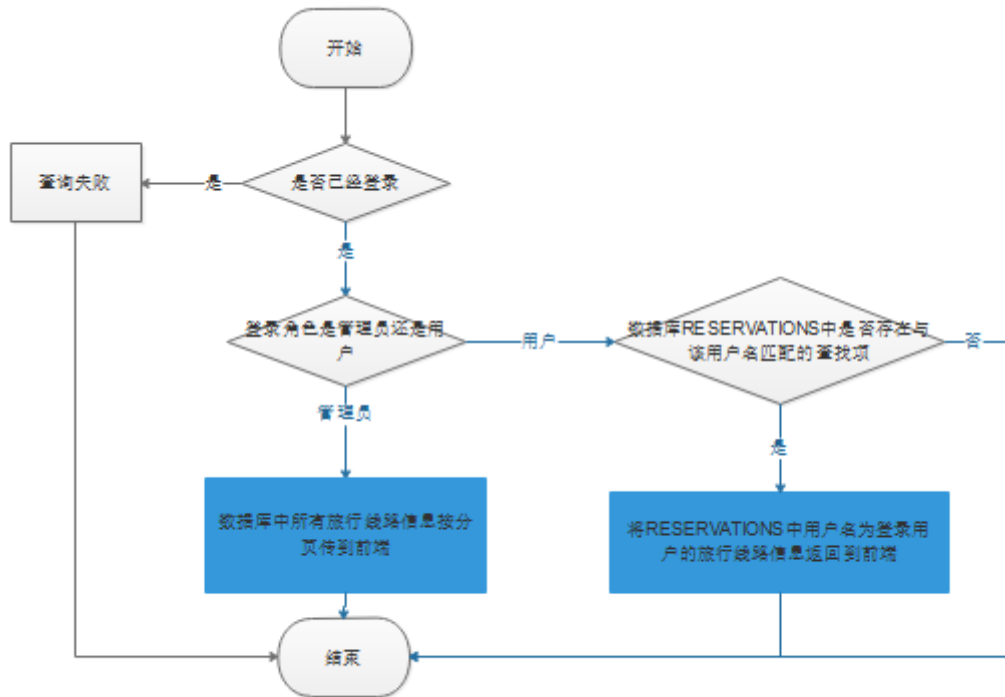 开始
是否已经登录
是
查询失败
是
登录角色是管理员还是用
户
用户
数据库RESERVATIONS中是否存在与
该用户名匹配的查找项
否
管理员
是
数据库中所有旅行线路信息按分
页传到前端
将RESERVATIONS中用户名为登录用
户的旅行线路信息返回到前端
结束